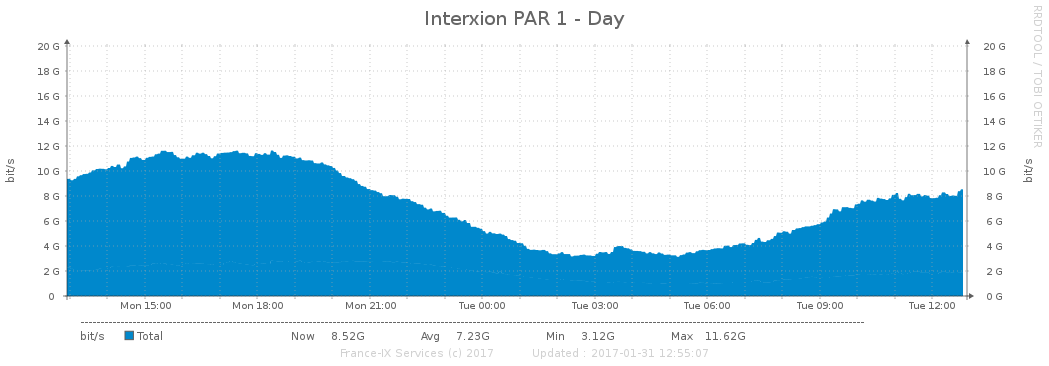 Interxion PAR 1 - Day
RRDTOOL / TOBI OETIKER
bit/s
20 G 20 G
18 G 18 G
16 G 16 G
14 G 14 G
12 G 12 G
10 G 10 G
8 G 8 G
6 G 6 G
4 G 4 G
2 G 2 G
0 0 G
bit/s
Mon 15:00 Mon 18:00 Mon 21:00 Tue 00:00 Tue 03:00 Tue 06:00 Tue 09:00 Tue 12:00
bit/s Total Now 8.52G Avg 7.23G Min 3.12G Max 11.62G
France-IX Services (c) 2017 Updated : 2017-01-31 12:55:07